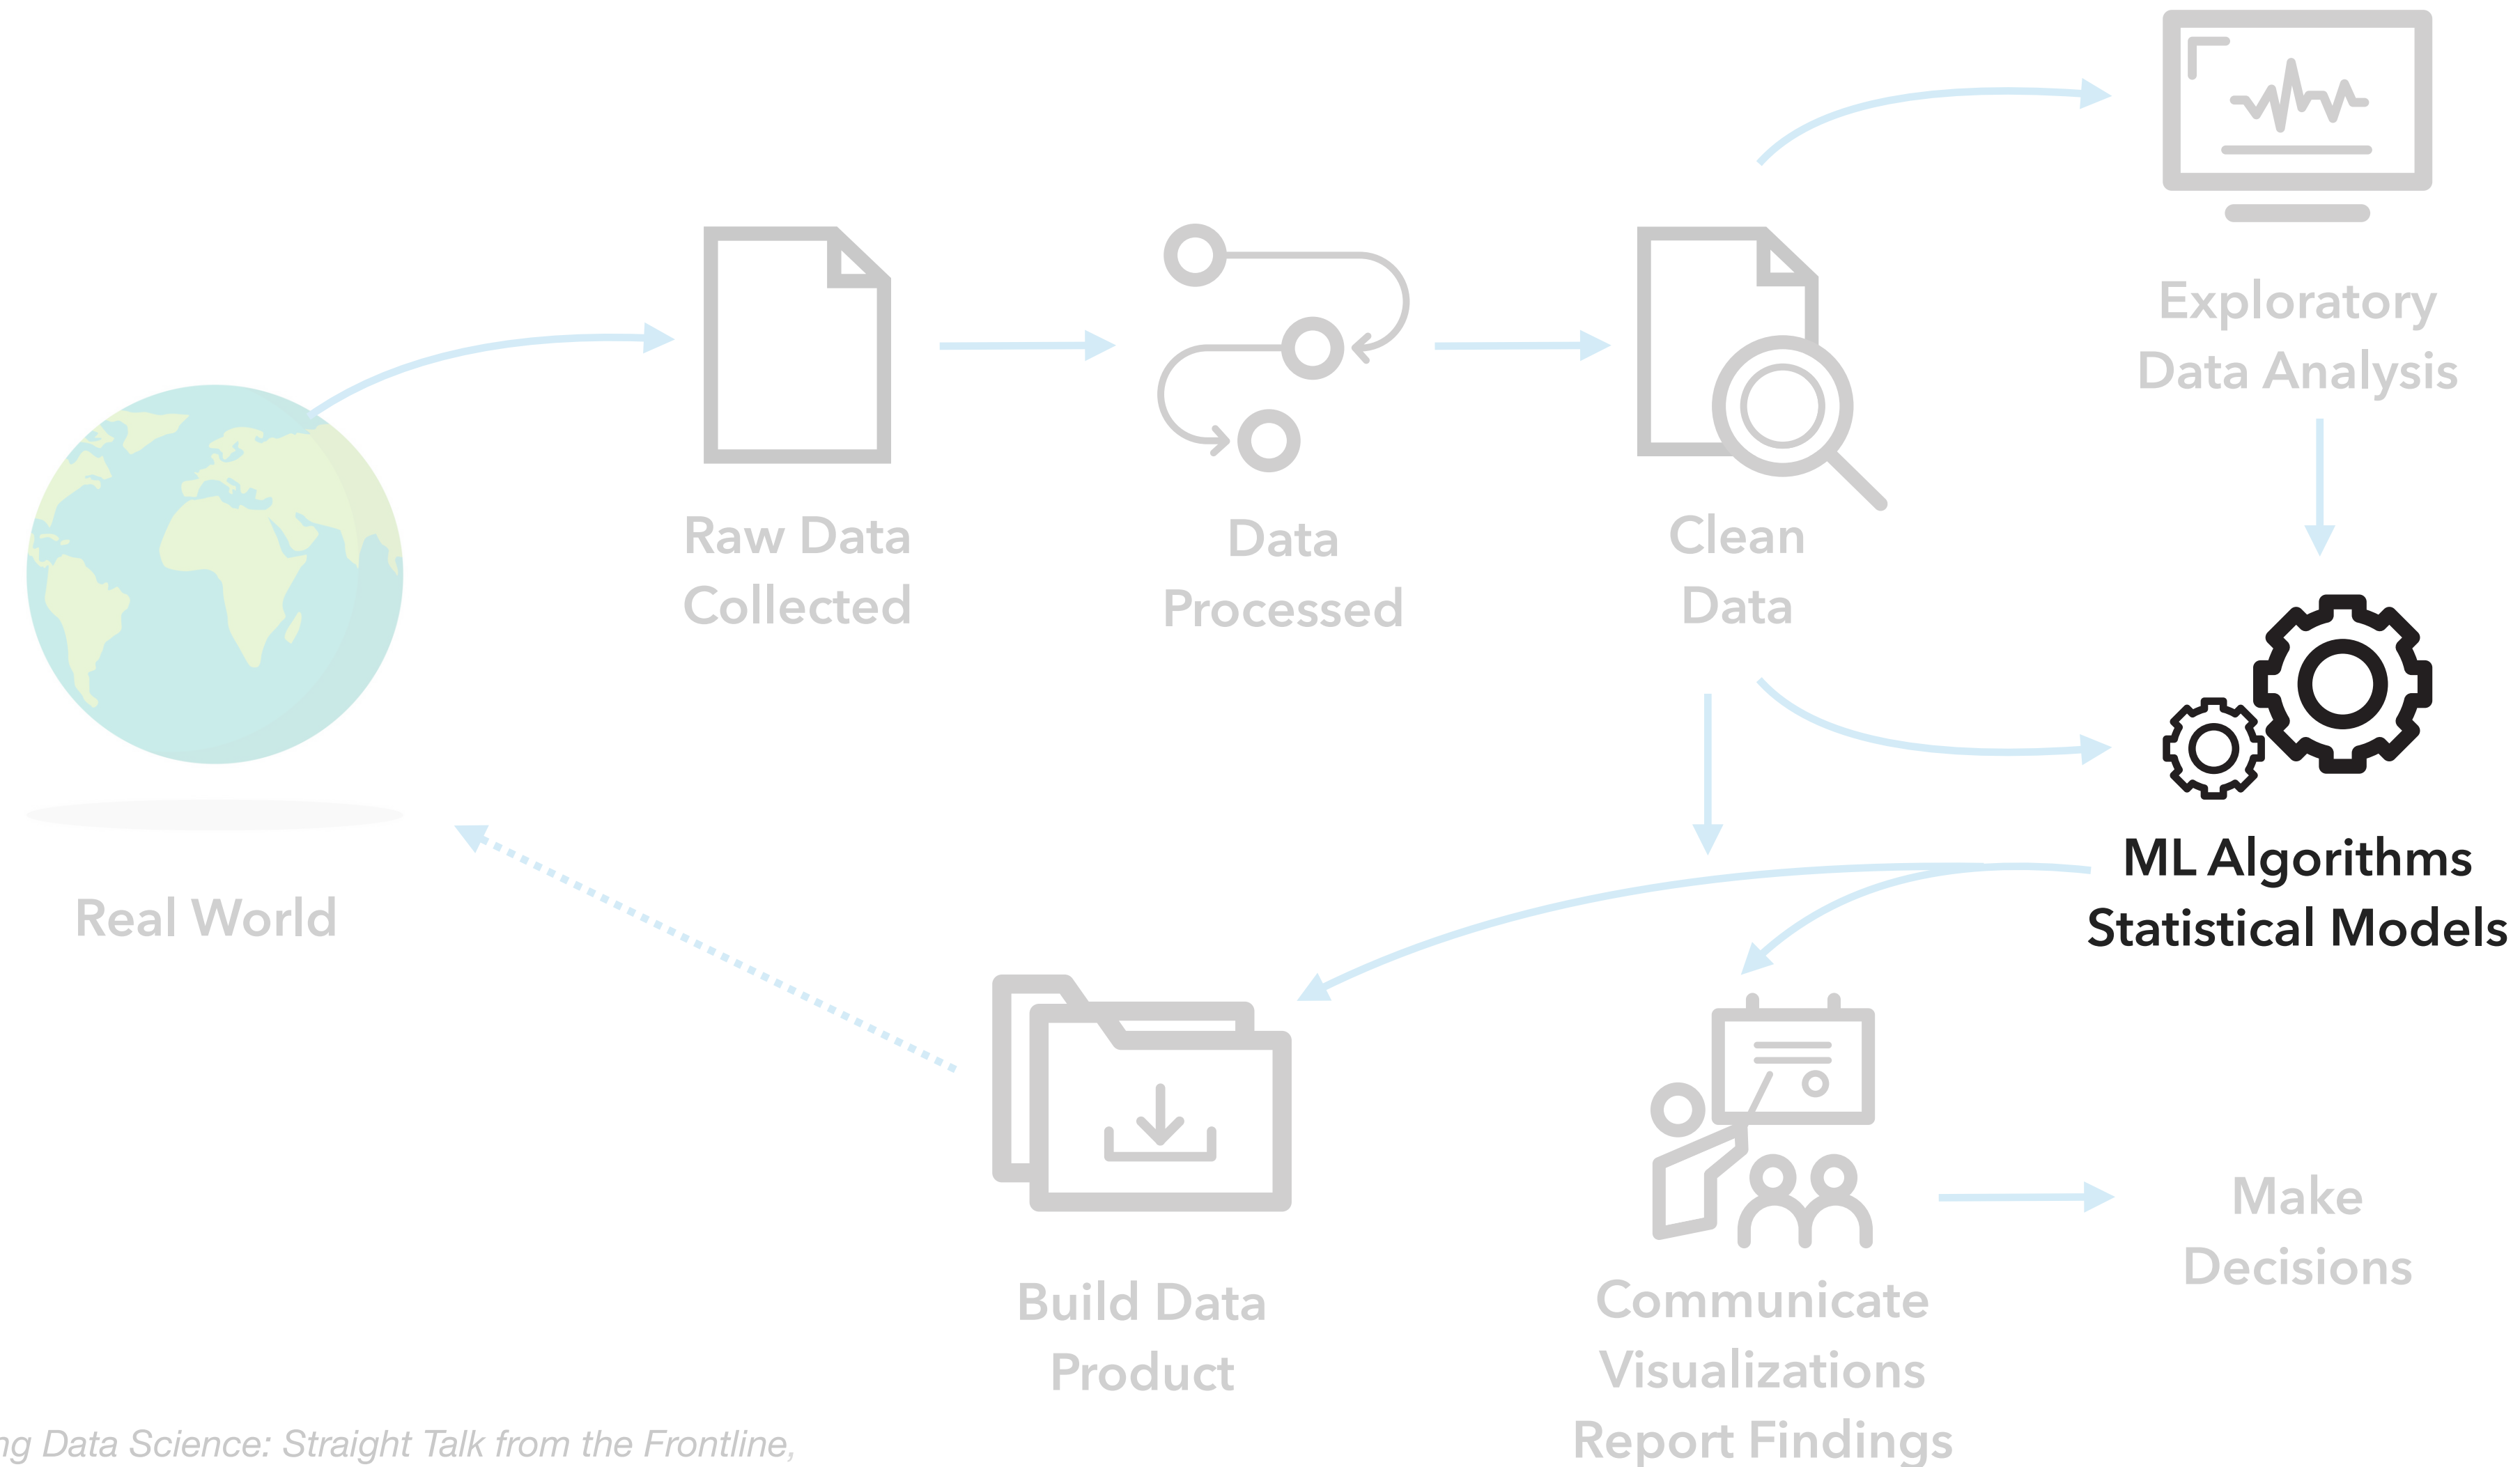 Exploratory
Data Analysis
Raw Data
Collected
Data
Processed
Clean
Data
ML Algorithms
Statistical Models
Real World
Build Data
Product
Communicate
Visualizations
Report Findings
Make
Decisions
ng Data Science: Straight Talk from the Frontline,